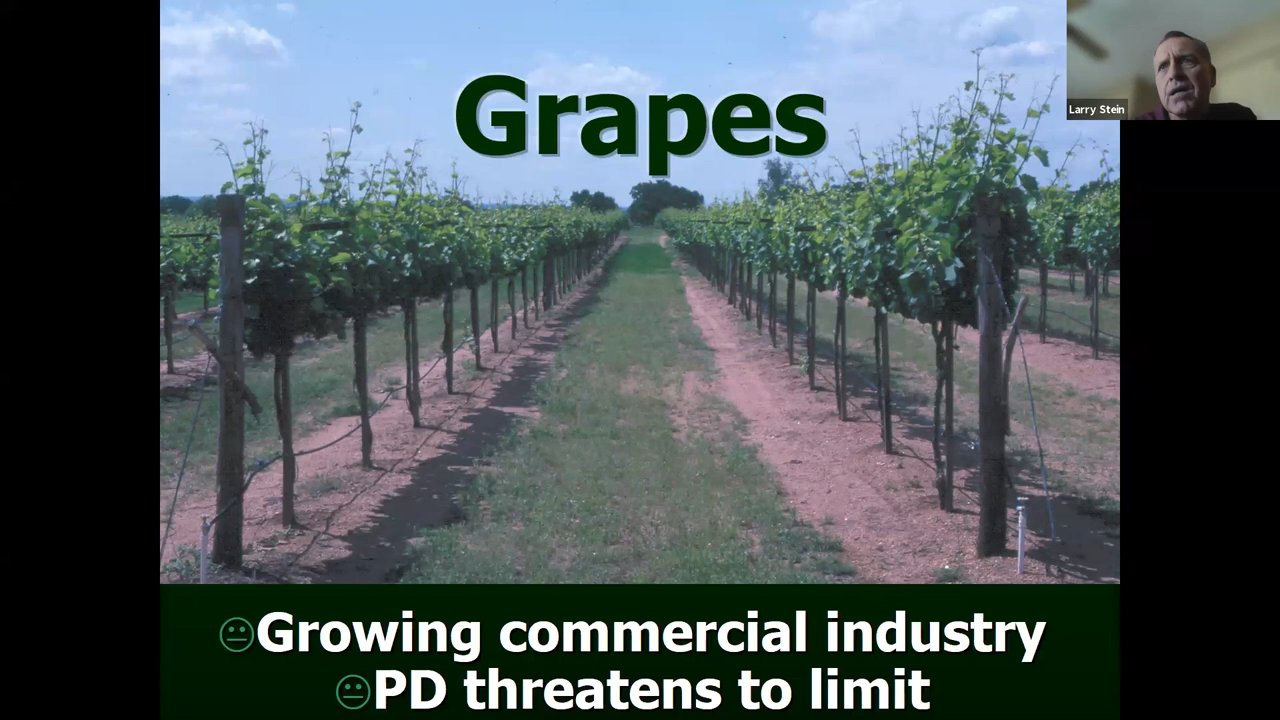 Grapes
Larry Stein
Growing commercial industry
PD threatens to limit